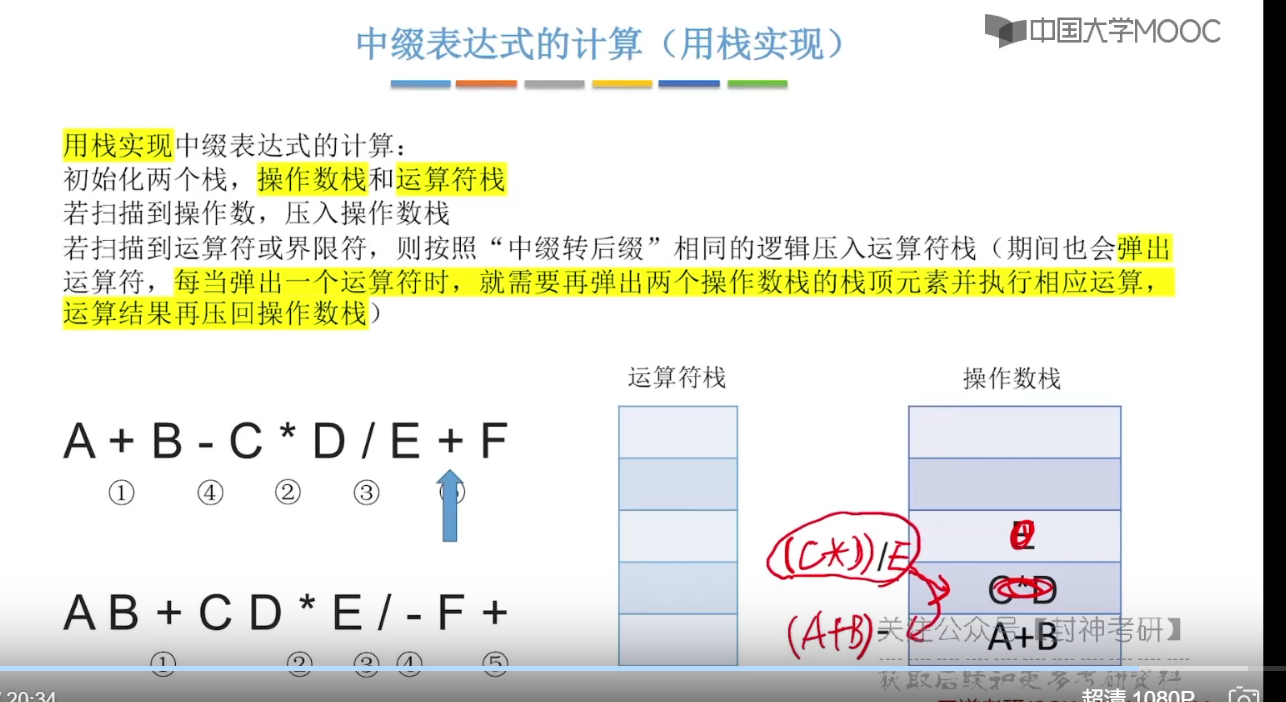 中缀表达式的计算（用栈实现）
中国大学MOOC
用栈实现中缀表达式的计算：
初始化两个栈，操作数栈和运算符栈
若扫描到操作数，压入操作数栈
若扫描到运算符或界限符，则按照“中缀转后缀”相同的逻辑压入运算符栈（期间也会弹出
运算符，每当弹出一个运算符时，就需要再弹出两个操作数栈的栈顶元素并执行相应运算，
运算结果再压回操作数栈）
运算符栈
操作数栈
A + B - C * D / E + F
① ④ ② ③
E
((C*D)/E
C*D
(A+B)-
A+B
A B + C D * E / - F +
① ② ③ ④ ⑤
关注公众号【封神考研】
获取后续和更多考研资料
20:34
超清 1080P